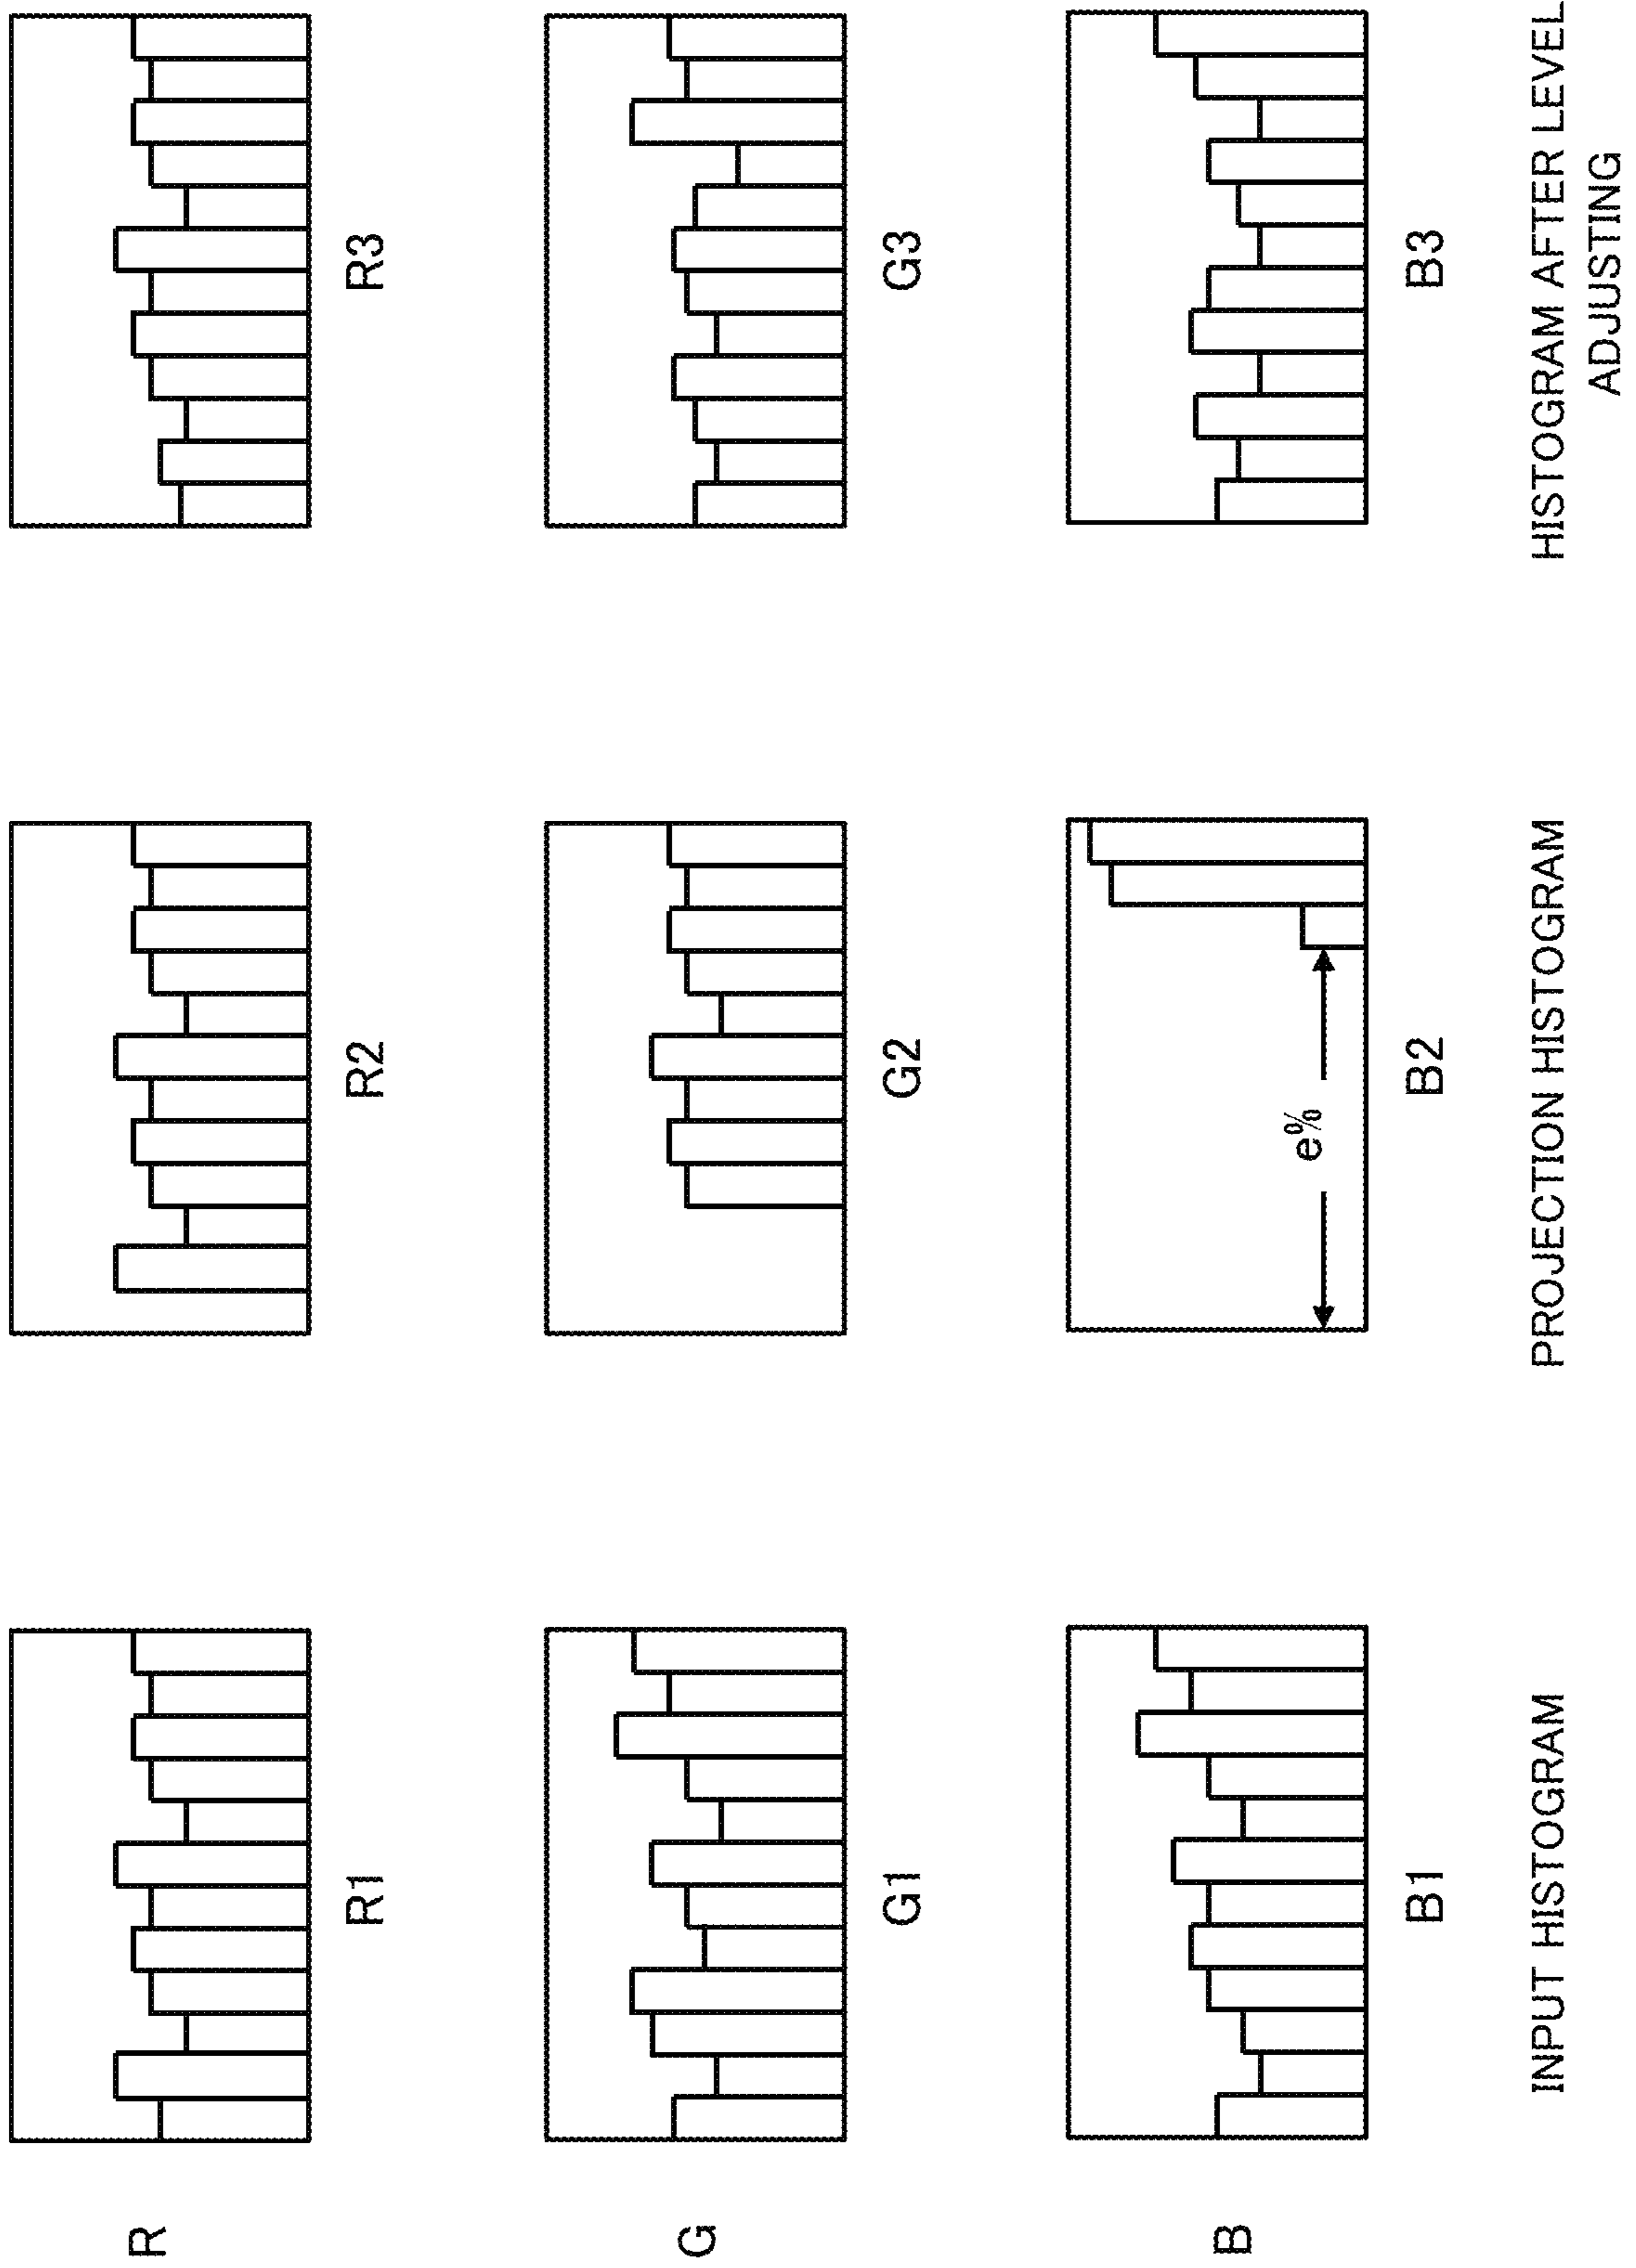 R
R1
R2
R3
G
G1
G2
G3
B
e%
B1
B2
B3
INPUT HISTOGRAM
PROJECTION HISTOGRAM
HISTOGRAM AFTER LEVEL
ADJUSTING